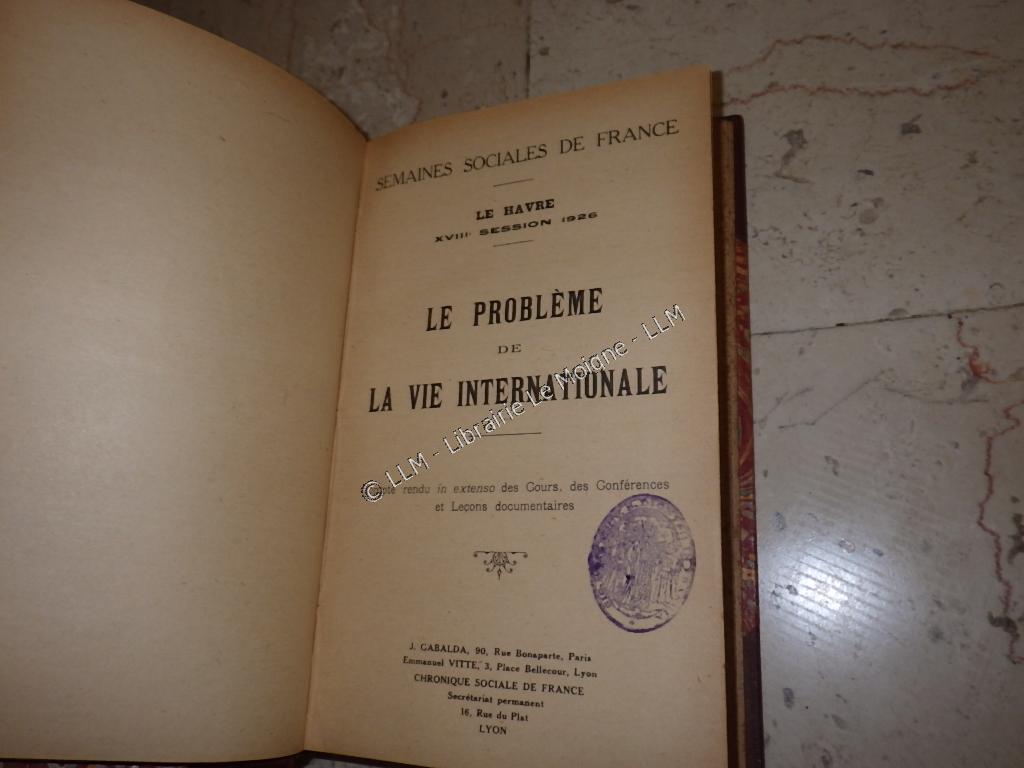 SEMAINES SOCIALES DE FRANCE
LE HAVRE
XVIIIe SESSION 1926
LE PROBLÈME
DE
LA VIE INTERNATIONALE
© LLM - Librairie Le Moigne - LLM
Compte rendu in extenso des Cours, des Conférences
et Leçons documentaires
J. GABALDA, 90, Rue Bonaparte, Paris
Emmanuel VITTE, 3, Place Bellecour, Lyon
CHRONIQUE SOCIALE DE FRANCE
Secrétariat permanent
16, Rue du Plat
LYON